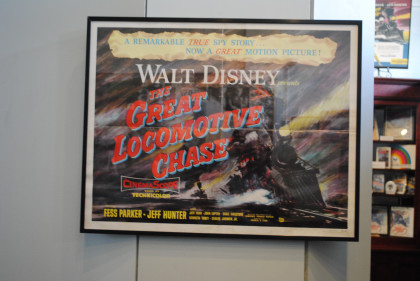 A REMARKABLE TRUE SPY STORY
NOW A GREAT MOTION PICTURE!
WALT DISNEY
presents
THE
GREAT
LOCOMOTIVE
CHASE
CINEMASCOPE
TECHNICOLOR
FESS PARKER · JEFF HUNTER